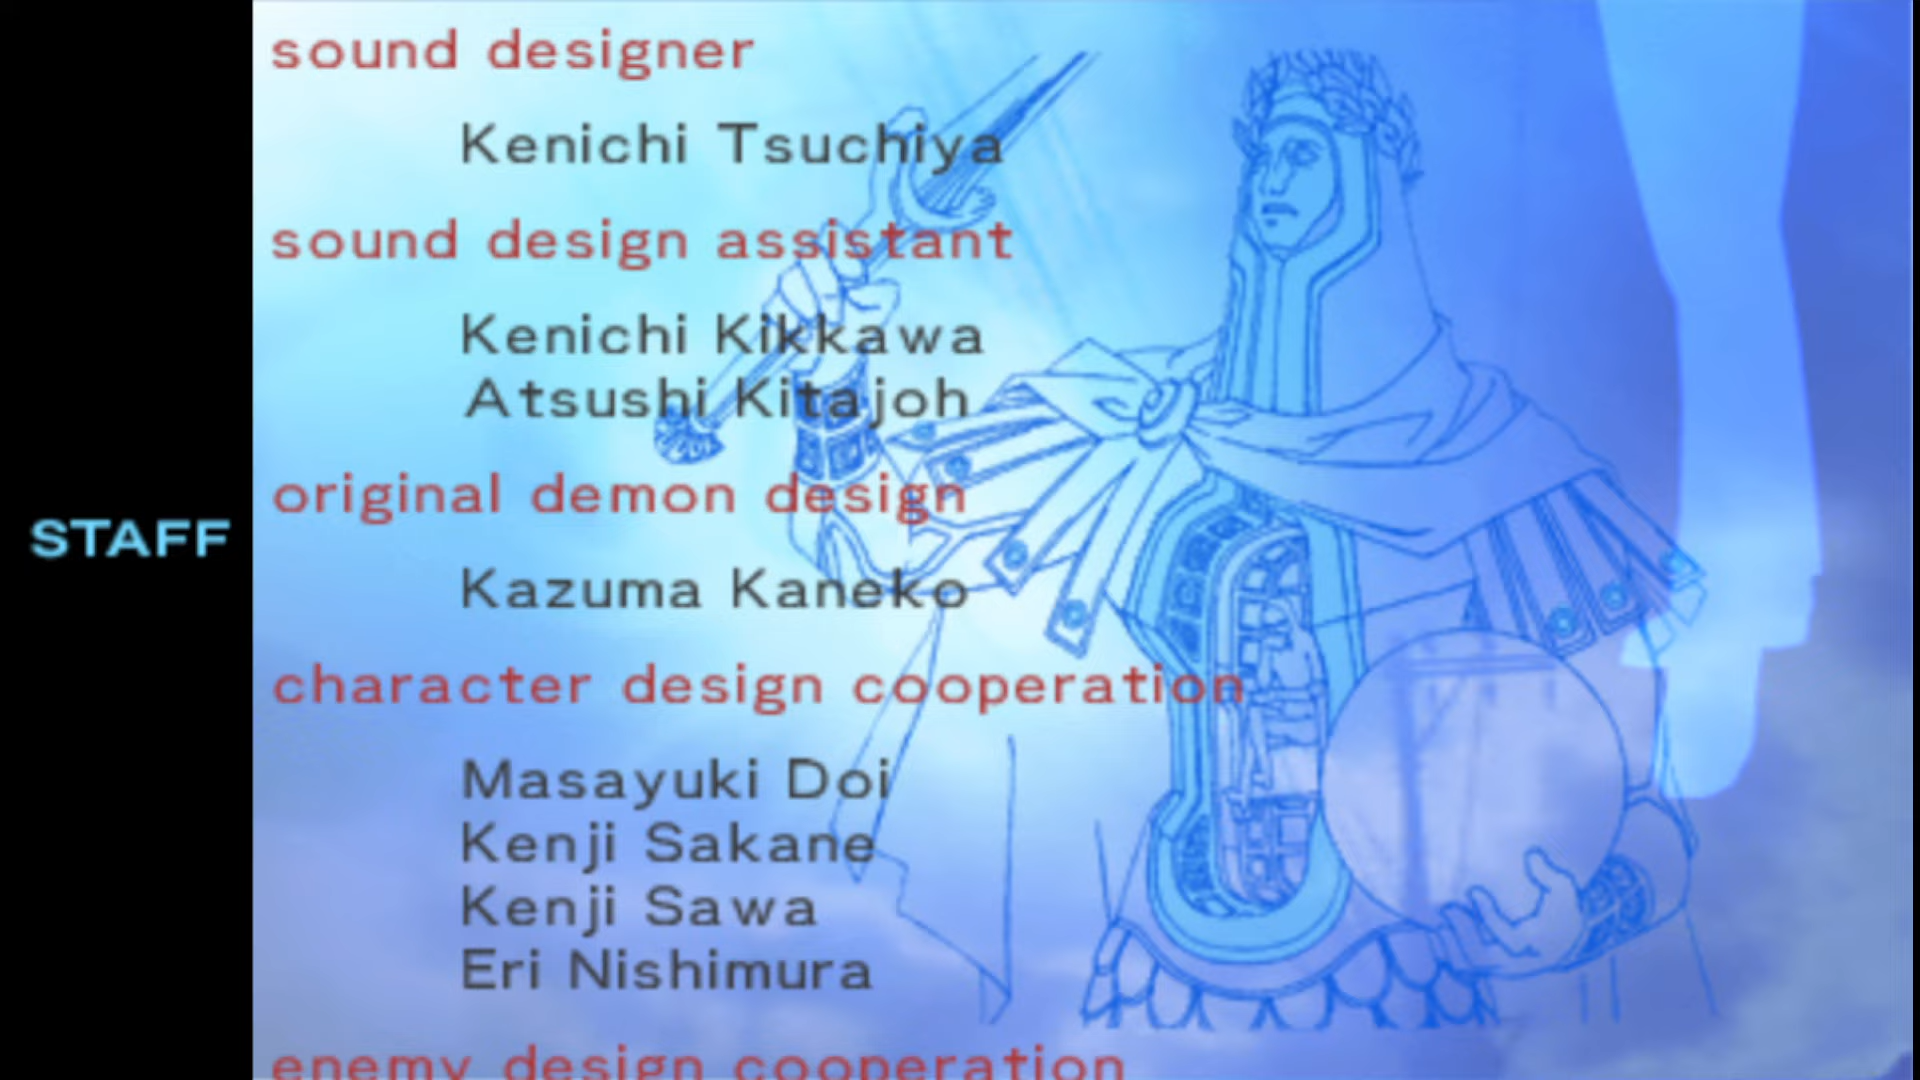 sound designer
Kenichi Tsuchiya
sound design assistant
Kenichi Kikkawa
Atsushi Kitajoh
original demon design
STAFF
Kazuma Kaneko
character design cooperation
Masayuki Doi
Kenji Sakane
Kenji Sawa
Eri Nishimura
enemy design cooperation